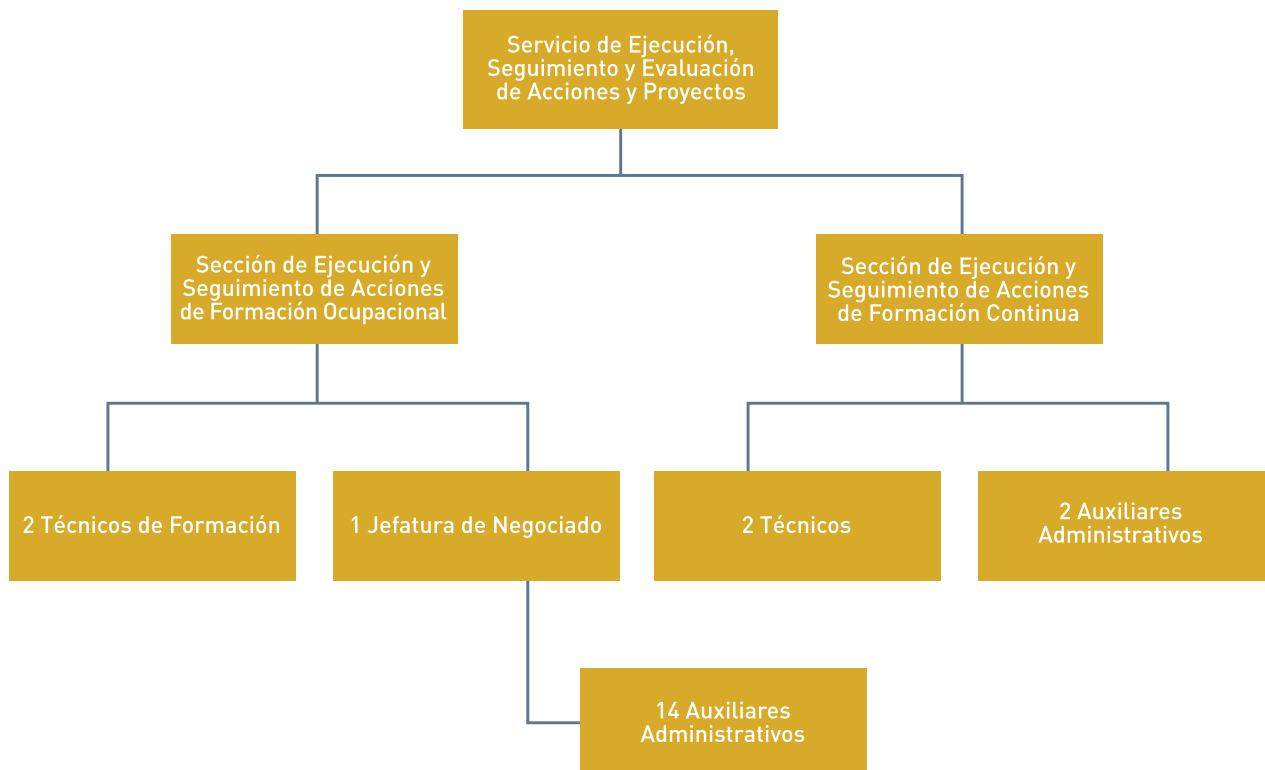 Servicio de Ejecución,
Seguimiento y Evaluación
de Acciones y Proyectos
Sección de Ejecución y
Seguimiento de Acciones
de Formación Ocupacional
Sección de Ejecución y
Seguimiento de Acciones
de Formación Continua
2 Técnicos de Formación
1 Jefatura de Negociado
2 Técnicos
2 Auxiliares
Administrativos
14 Auxiliares
Administrativos